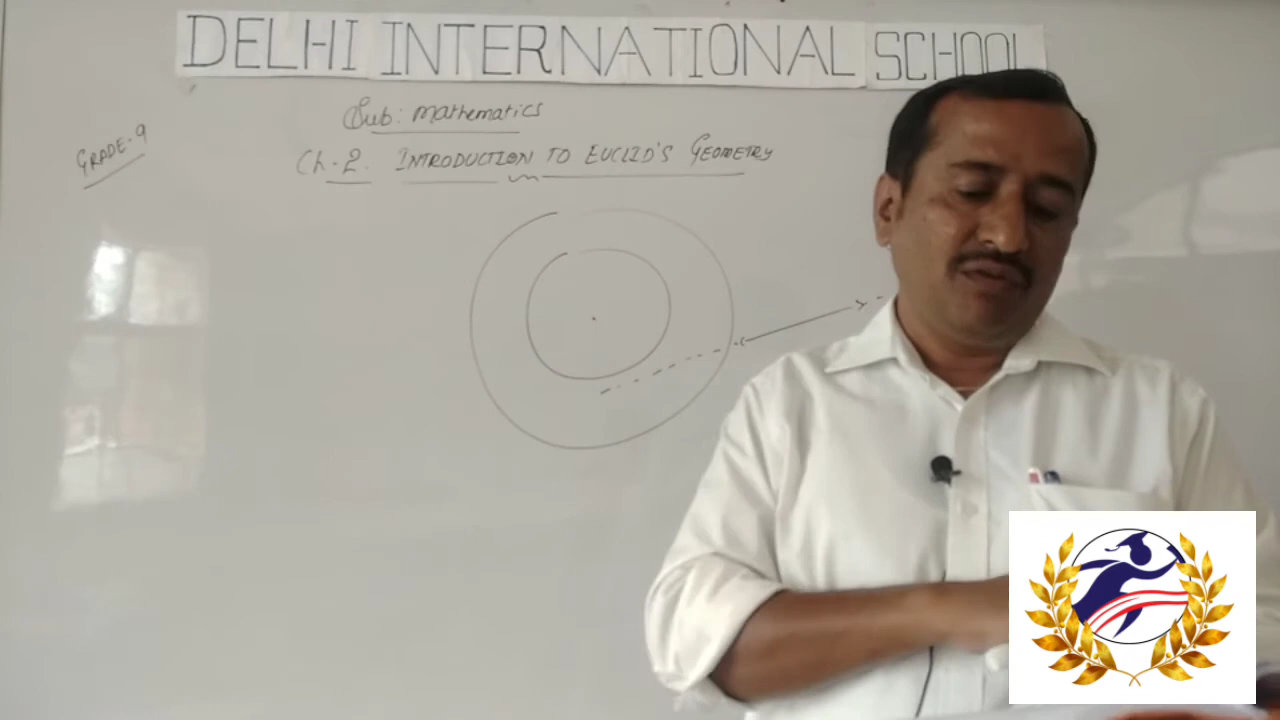 DELHI INTERNATIONAL SCHOOL
Sub: Mathematics
GRADE-9
Ch-2. INTRODUCTION TO EUCLID'S GEOMETRY